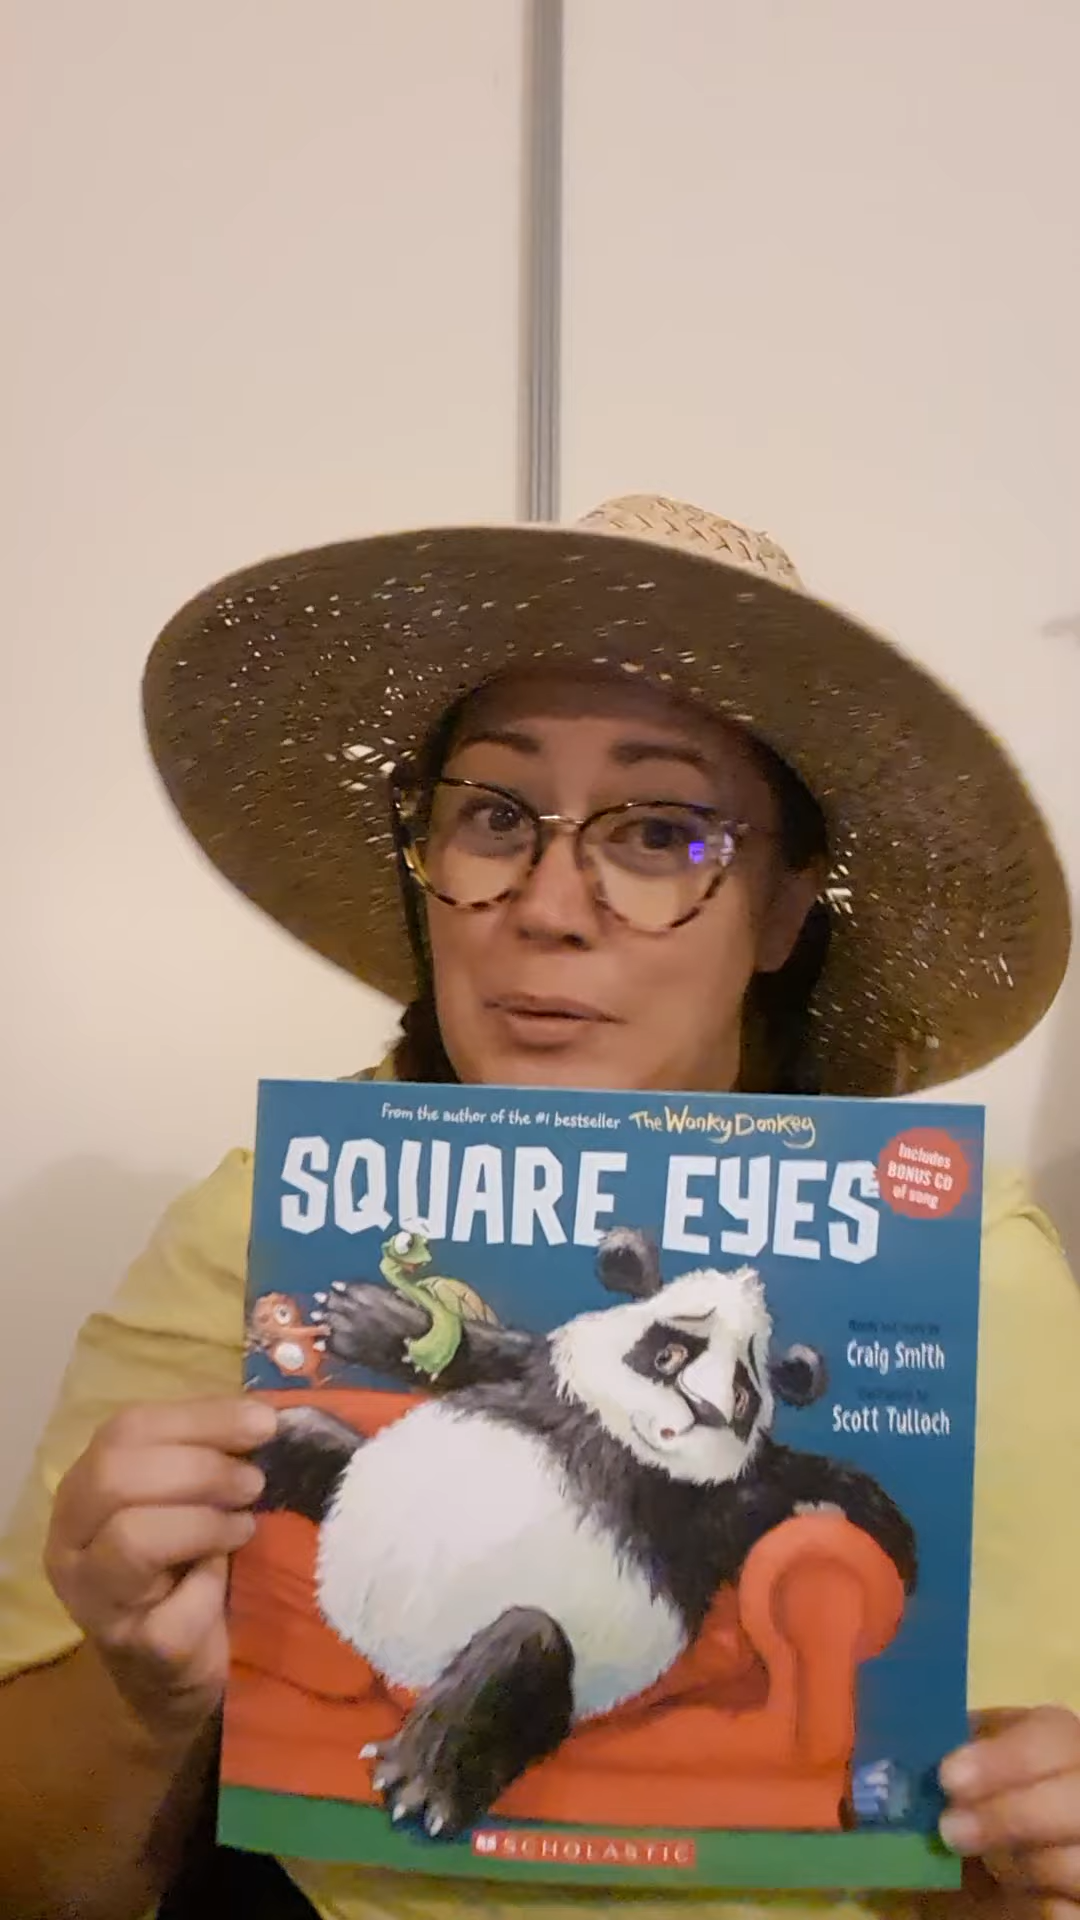 From the author of the #1 bestseller The Wonky Donkey
SQUARE EYES
Includes
BONUS CD
of song
Craig Smith
Scott Tulloch
SCHOLASTIC